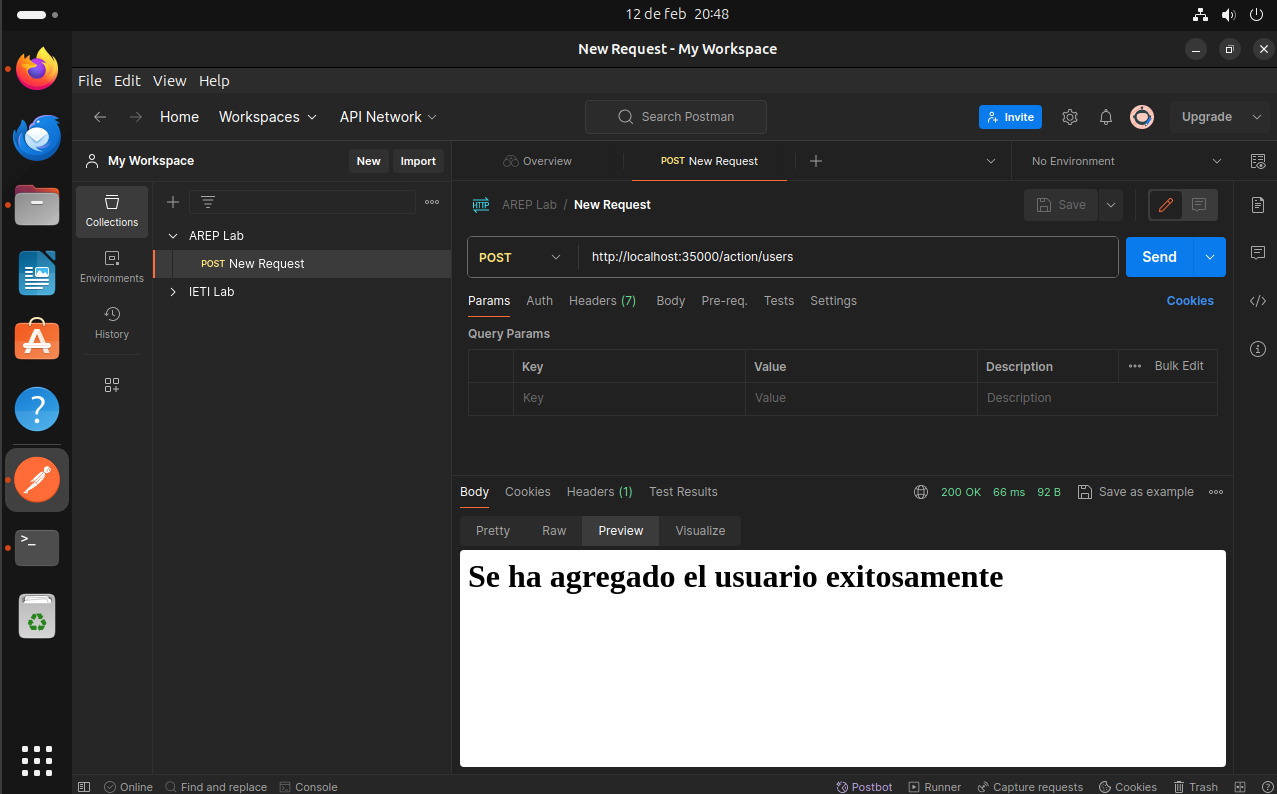 12 de feb 20:48
New Request - My Workspace
File Edit View Help
Home Workspaces API Network Search Postman Invite Upgrade
My Workspace New Import Overview POST New Request No Environment
Collections
Environments
History
AREP Lab
POST New Request
IETI Lab
HTTP AREP Lab / New Request Save
POST http://localhost:35000/action/users Send
Params Auth Headers (7) Body Pre-req. Tests Settings Cookies
Query Params
Key Value Description Bulk Edit
Key Value Description
Body Cookies Headers (1) Test Results 200 OK 66 ms 92 B Save as example
Pretty Raw Preview Visualize
Se ha agregado el usuario exitosamente
Online Find and replace Console Postbot Runner Capture requests Cookies Trash